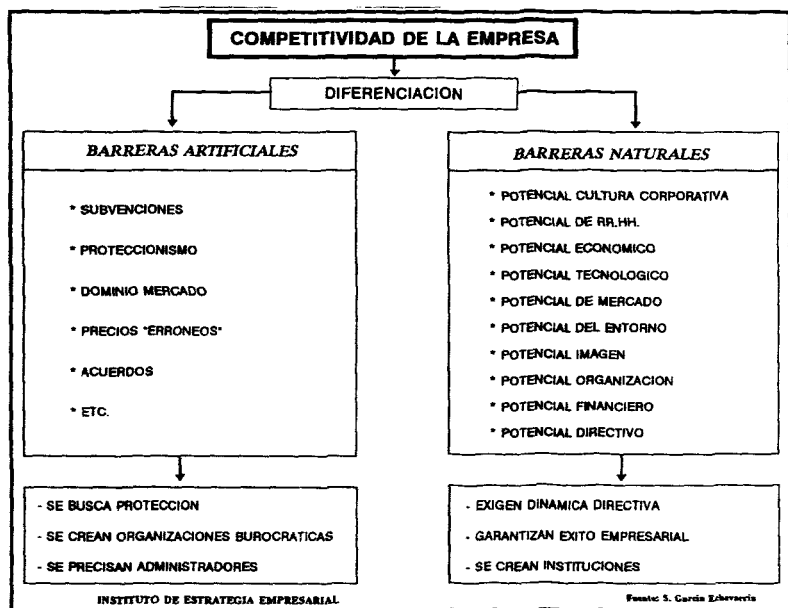 COMPETITIVIDAD DE LA EMPRESA
DIFERENCIACION
BARRERAS ARTIFICIALES
* SUBVENCIONES
* PROTECCIONISMO
* DOMINIO MERCADO
* PRECIOS "ERRONEOS"
* ACUERDOS
* ETC.
- SE BUSCA PROTECCION
- SE CREAN ORGANIZACIONES BUROCRATICAS
- SE PRECISAN ADMINISTRADORES
BARRERAS NATURALES
* POTENCIAL CULTURA CORPORATIVA
* POTENCIAL DE RR.HH.
* POTENCIAL ECONOMICO
* POTENCIAL TECNOLOGICO
* POTENCIAL DE MERCADO
* POTENCIAL DEL ENTORNO
* POTENCIAL IMAGEN
* POTENCIAL ORGANIZACION
* POTENCIAL FINANCIERO
* POTENCIAL DIRECTIVO
- EXIGEN DINAMICA DIRECTIVA
- GARANTIZAN EXITO EMPRESARIAL
- SE CREAN INSTITUCIONES
INSTITUTO DE ESTRATEGIA EMPRESARIAL
Fuente: S. García Echevarría